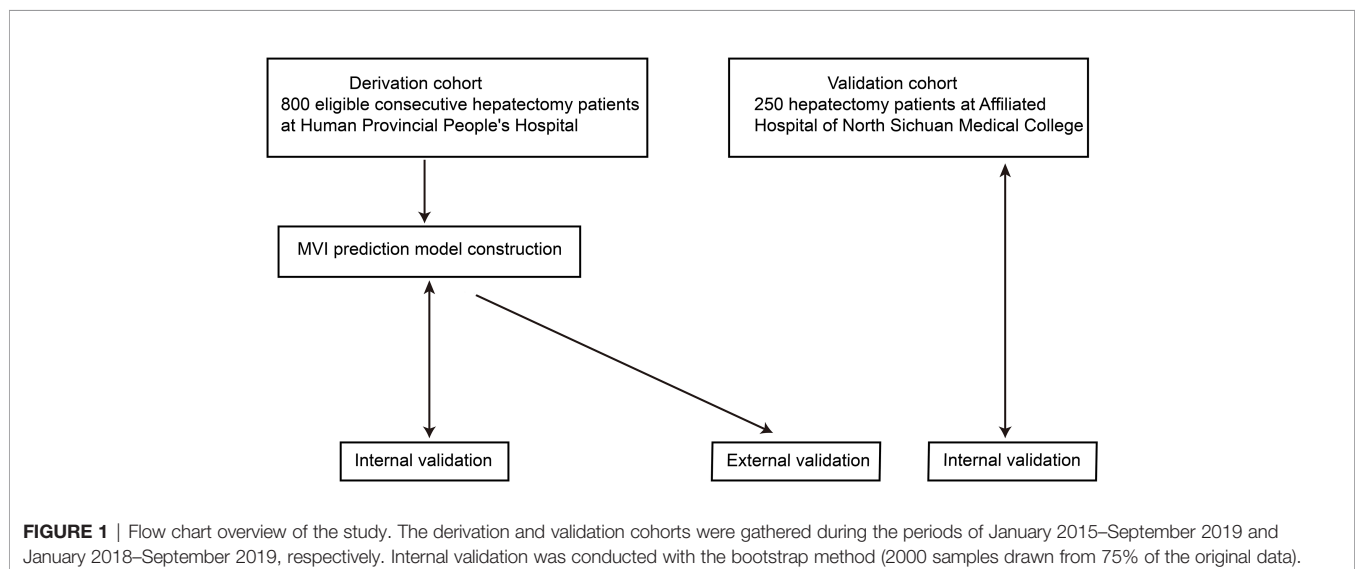 Derivation cohort
800 eligible consecutive hepatectomy patients
at Human Provincial People's Hospital
Validation cohort
250 hepatectomy patients at Affiliated
Hospital of North Sichuan Medical College
MVI prediction model construction
Internal validation
External validation
Internal validation
FIGURE 1 | Flow chart overview of the study. The derivation and validation cohorts were gathered during the periods of January 2015–September 2019 and
January 2018–September 2019, respectively. Internal validation was conducted with the bootstrap method (2000 samples drawn from 75% of the original data).